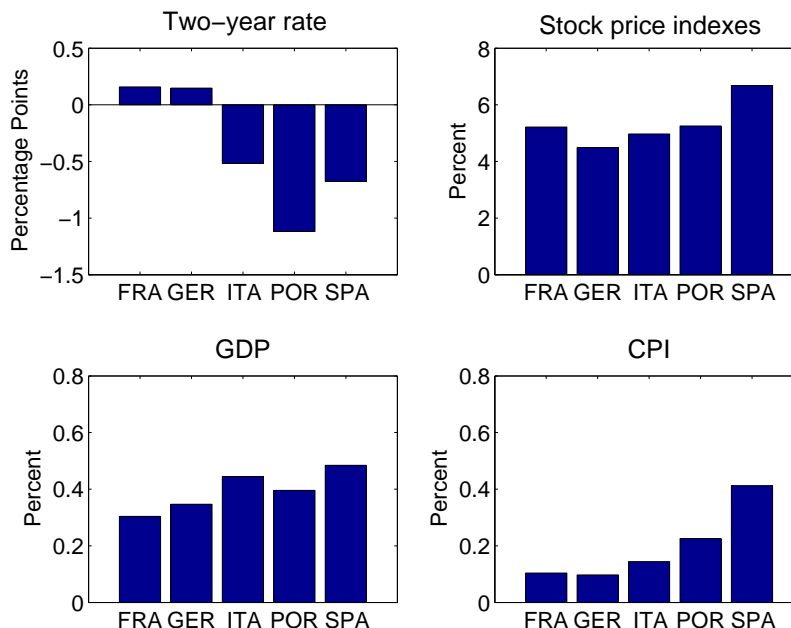 Two−year rate
Percentage Points
0.5
0
−0.5
−1
−1.5
FRA GER ITA POR SPA
Stock price indexes
Percent
8
6
4
2
0
FRA GER ITA POR SPA
GDP
Percent
0.8
0.6
0.4
0.2
0
FRA GER ITA POR SPA
CPI
Percent
0.8
0.6
0.4
0.2
0
FRA GER ITA POR SPA